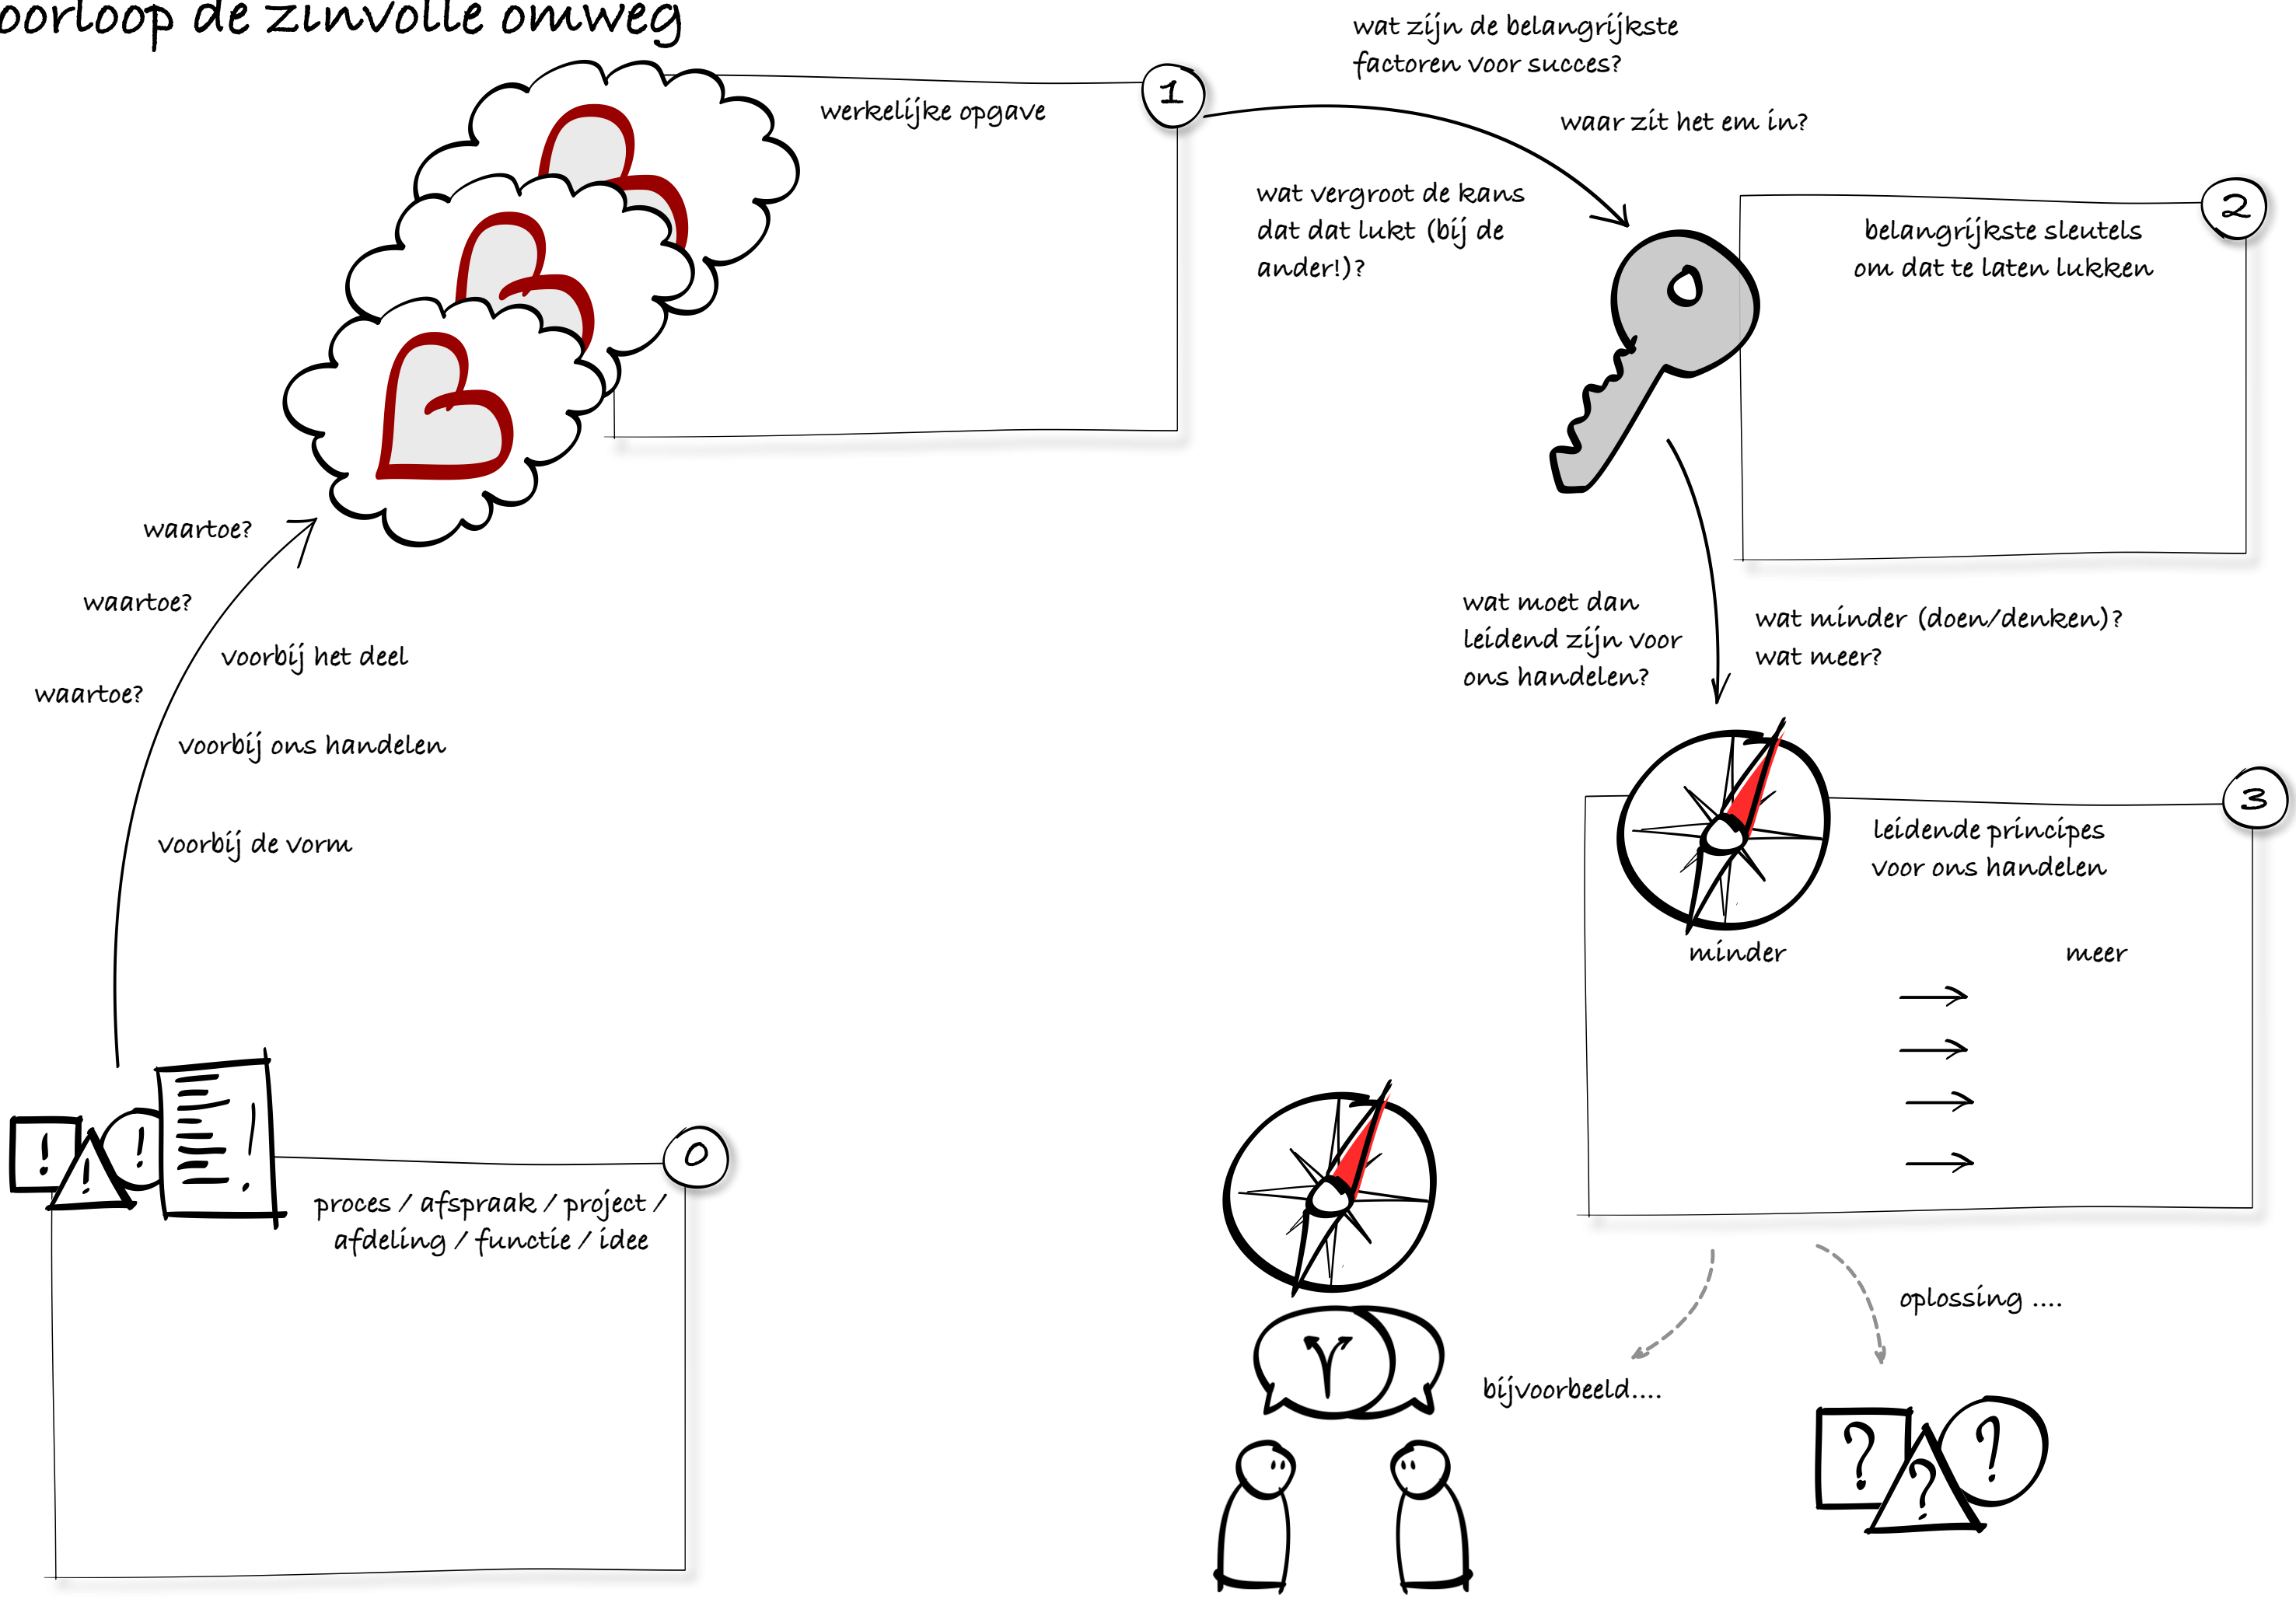 oorloop de zinvolle omweg
wat zijn de belangrijkste
factoren voor succes?
waar zit het em in?
wat vergroot de kans
dat dat lukt (bij de
ander!)?
1
werkelijke opgave
2
belangrijkste sleutels
om dat te laten lukken
waartoe?
waartoe?
waartoe?
voorbij het deel
voorbij ons handelen
voorbij de vorm
wat moet dan
leidend zijn voor
ons handelen?
wat minder (doen/denken)?
wat meer?
3
leidende principes
voor ons handelen
minder
meer
0
! ! ! !
proces / afspraak / project /
afdeling / functie / idee
oplossing ....
bijvoorbeeld....
? ? ?